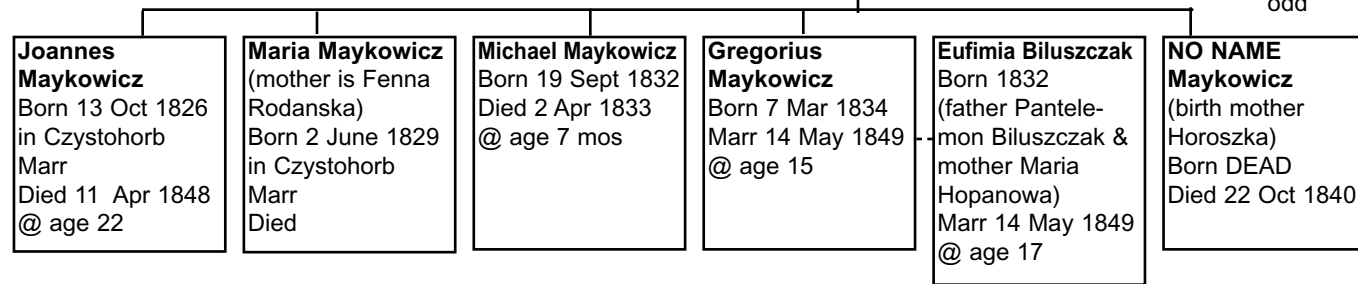 odd
Joannes
Maykowicz
Born 13 Oct 1826
in Czystohorb
Marr
Died 11 Apr 1848
@ age 22
Maria Maykowicz
(mother is Fenna
Rodanska)
Born 2 June 1829
in Czystohorb
Marr
Died
Michael Maykowicz
Born 19 Sept 1832
Died 2 Apr 1833
@ age 7 mos
Gregorius
Maykowicz
Born 7 Mar 1834
Marr 14 May 1849
@ age 15
Eufimia Biluszczak
Born 1832
(father Pantele-
mon Biluszczak &
mother Maria
Hopanowa)
Marr 14 May 1849
@ age 17
NO NAME
Maykowicz
(birth mother
Horoszka)
Born DEAD
Died 22 Oct 1840